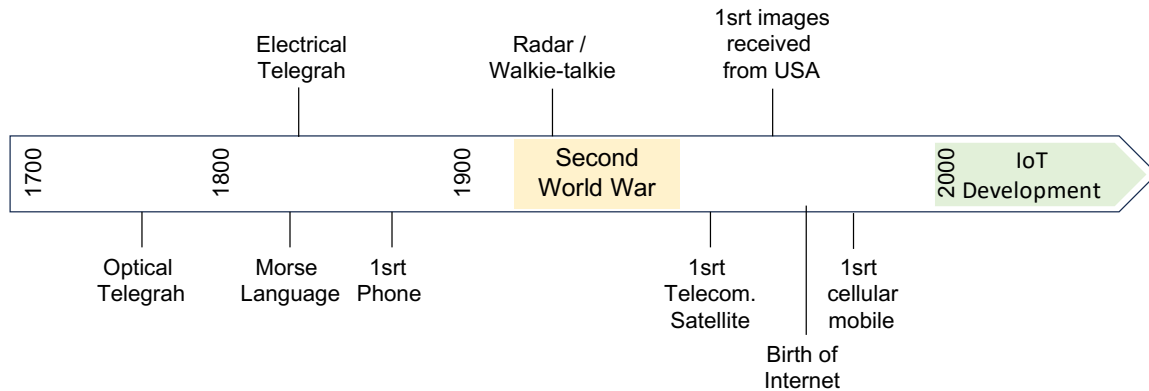 Electrical
Telegrah
Radar /
Walkie-talkie
1srt images
received
from USA
1700
1800
1900
Second
World War
2000
IoT
Development
Optical
Telegrah
Morse
Language
1srt
Phone
1srt
Telecom.
Satellite
1srt
cellular
mobile
Birth of
Internet